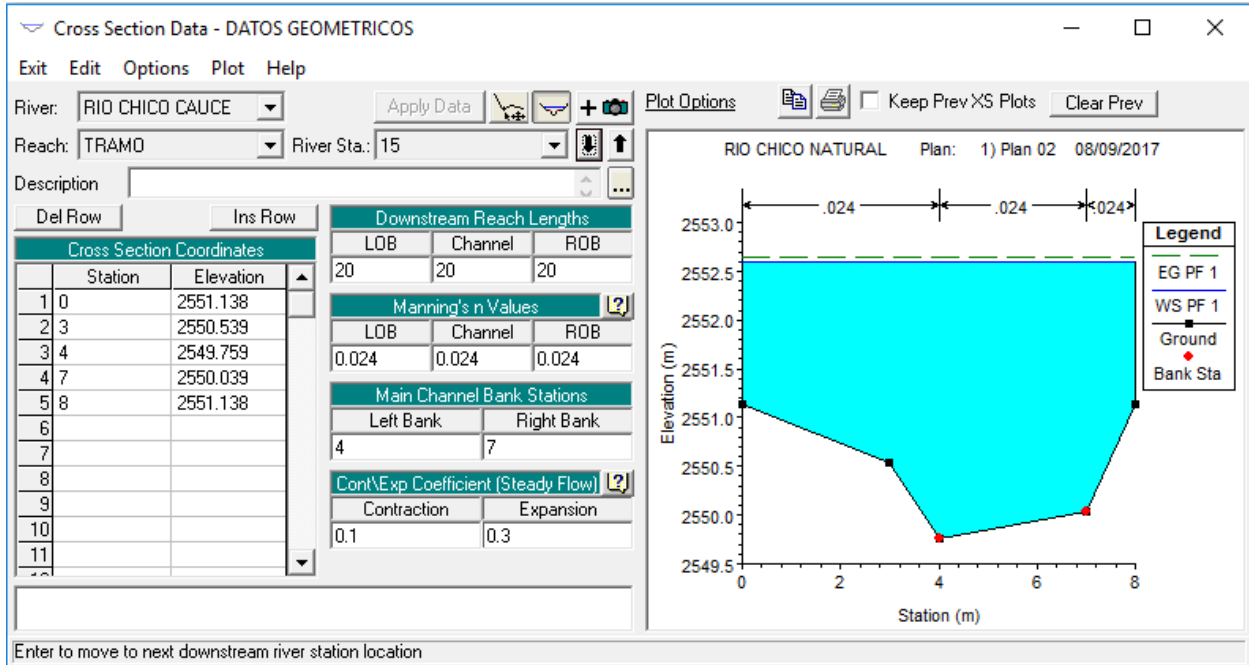 Cross Section Data - DATOS GEOMETRICOS
Exit Edit Options Plot Help
River: RIO CHICO CAUCE Apply Data
Reach: TRAMO River Sta.: 15
Description ...
Del Row Ins Row
Cross Section Coordinates
Station Elevation
1 0 2551.138
2 3 2550.539
3 4 2549.759
4 7 2550.039
5 8 2551.138
6
7
8
9
10
11
Downstream Reach Lengths
LOB Channel ROB
20 20 20
Manning's n Values
LOB Channel ROB
0.024 0.024 0.024
Main Channel Bank Stations
Left Bank Right Bank
4 7
Cont\Exp Coefficient (Steady Flow)
Contraction Expansion
0.1 0.3
Plot Options Keep Prev XS Plots Clear Prev
RIO CHICO NATURAL Plan: 1) Plan 02 08/09/2017
.024 .024 .024
2553.0
2552.5
2552.0
2551.5
2551.0
2550.5
2550.0
2549.5
Elevation (m)
0 2 4 6 8
Station (m)
Legend
EG PF 1
WS PF 1
Ground
Bank Sta
Enter to move to next downstream river station location